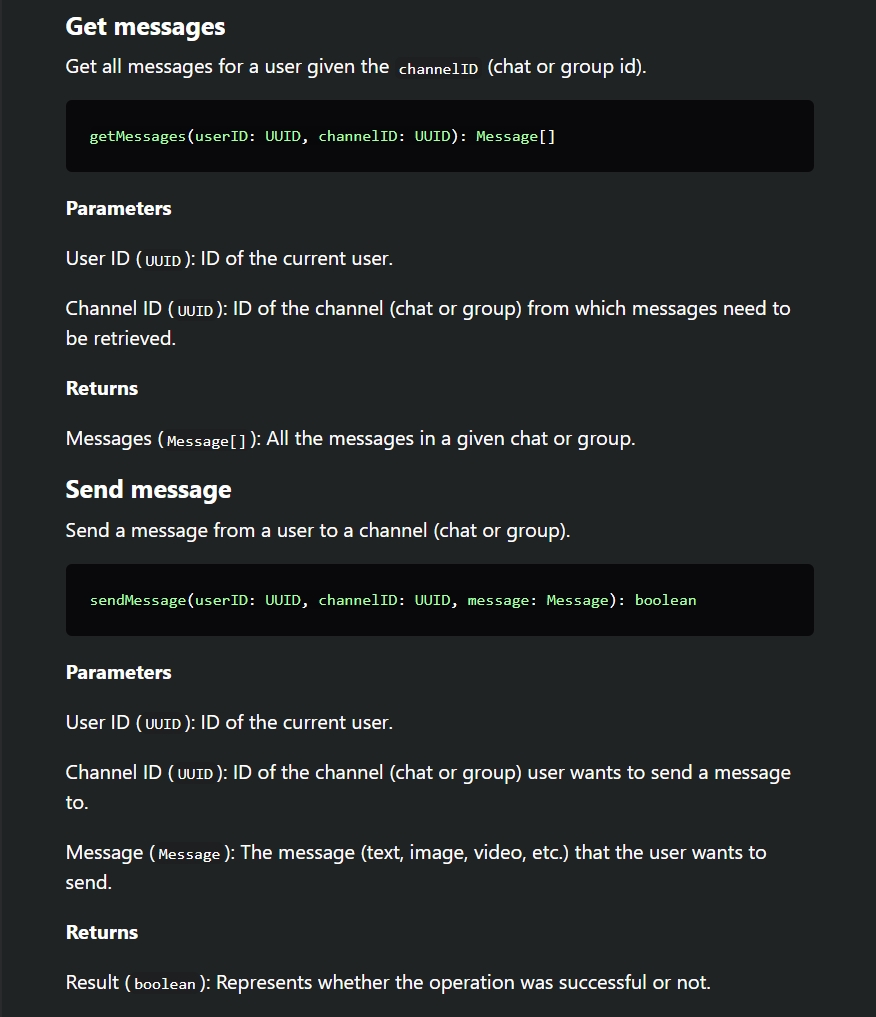 Get messages
Get all messages for a user given the channelID (chat or group id).
getMessages(userID: UUID, channelID: UUID): Message[]
Parameters
User ID (UUID): ID of the current user.
Channel ID (UUID): ID of the channel (chat or group) from which messages need to
be retrieved.
Returns
Messages (Message[]): All the messages in a given chat or group.
Send message
Send a message from a user to a channel (chat or group).
sendMessage(userID: UUID, channelID: UUID, message: Message): boolean
Parameters
User ID (UUID): ID of the current user.
Channel ID (UUID): ID of the channel (chat or group) user wants to send a message
to.
Message (Message): The message (text, image, video, etc.) that the user wants to
send.
Returns
Result (boolean): Represents whether the operation was successful or not.